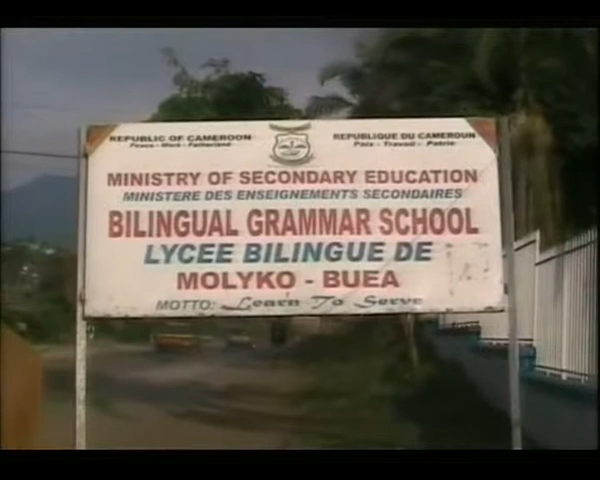 REPUBLIC OF CAMEROON
Peace - Work - Fatherland
REPUBLIQUE DU CAMEROUN
Paix - Travail - Patrie
MINISTRY OF SECONDARY EDUCATION
MINISTERE DES ENSEIGNEMENTS SECONDAIRES
BILINGUAL GRAMMAR SCHOOL
LYCEE BILINGUE DE
MOLYKO - BUEA
MOTTO: Learn To Serve